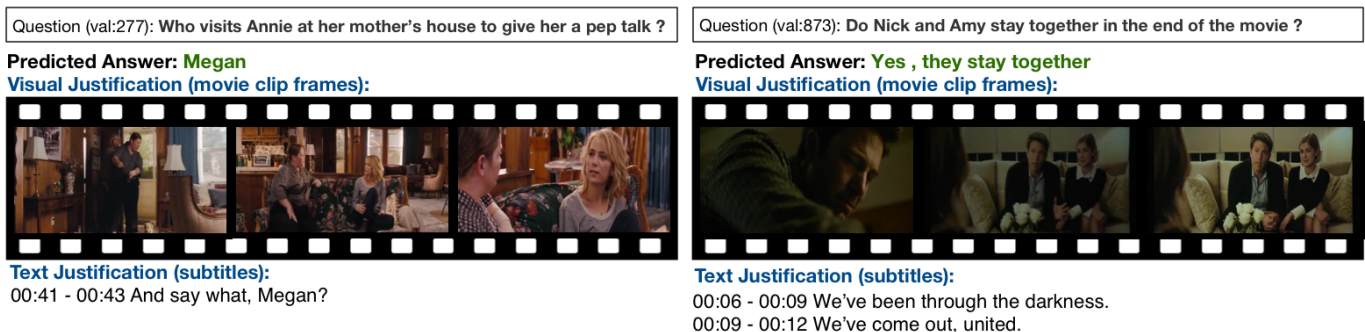 Question (val:277): Who visits Annie at her mother's house to give her a pep talk ?
Predicted Answer: Megan
Visual Justification (movie clip frames):
Text Justification (subtitles):
00:41 - 00:43 And say what, Megan?
Question (val:873): Do Nick and Amy stay together in the end of the movie ?
Predicted Answer: Yes , they stay together
Visual Justification (movie clip frames):
Text Justification (subtitles):
00:06 - 00:09 We've been through the darkness.
00:09 - 00:12 We've come out, united.